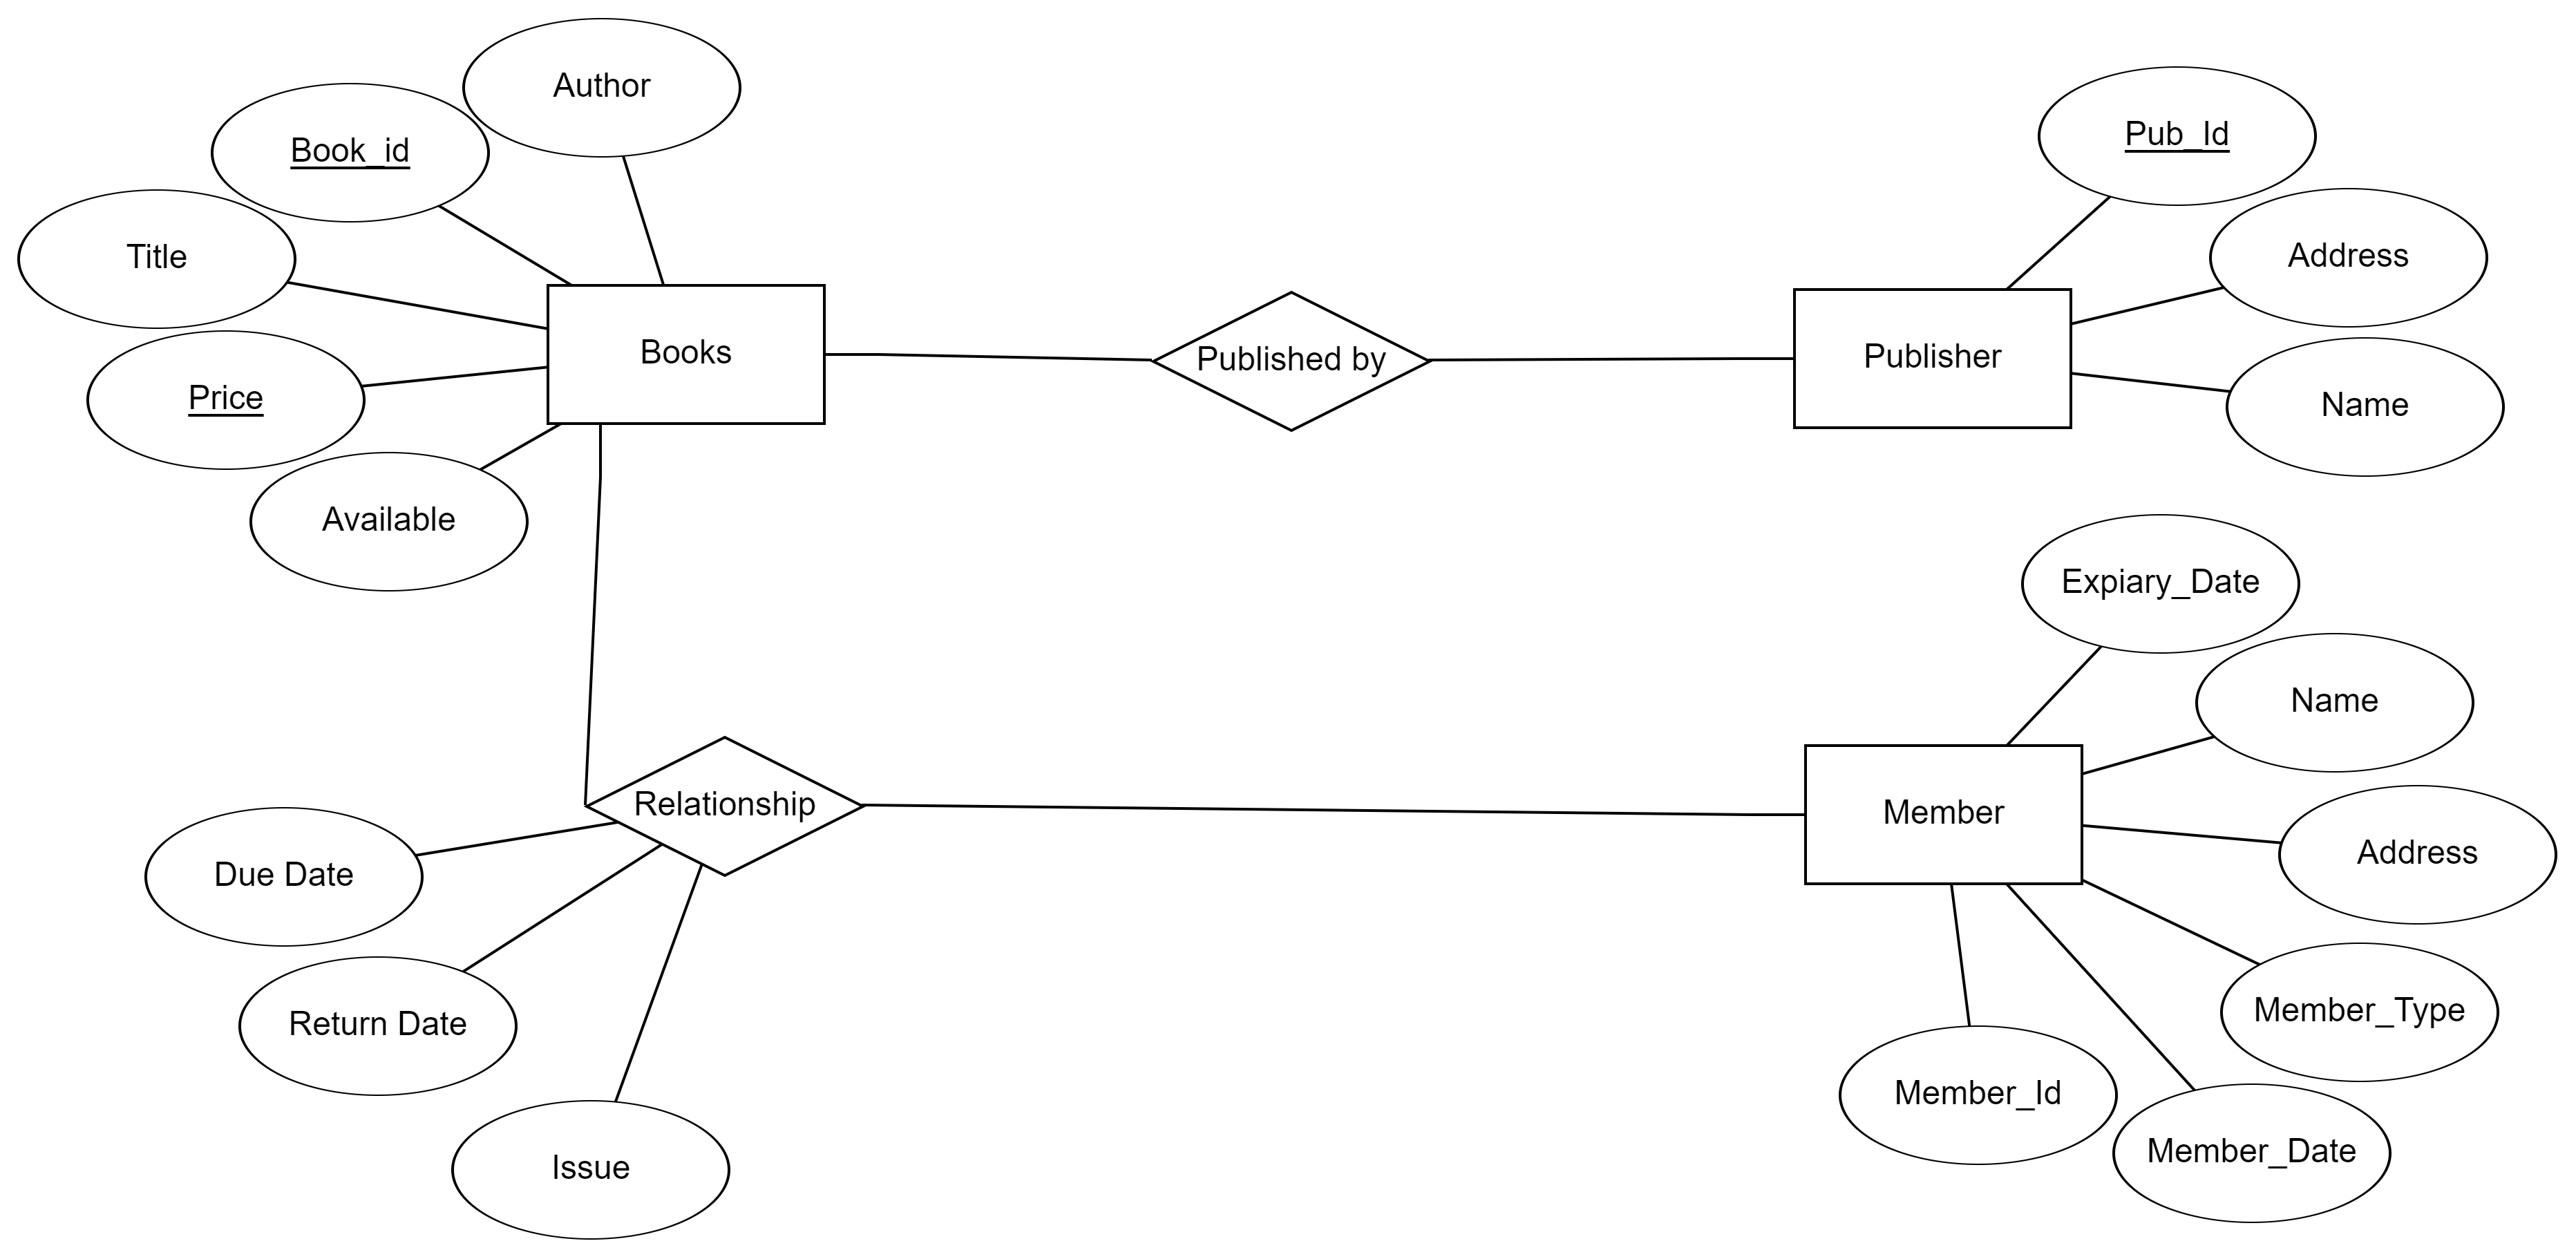 Author
Book_id
Title
Price
Available
Books
Published by
Publisher
Pub_Id
Address
Name
Expiary_Date
Name
Address
Member
Member_Type
Member_Date
Member_Id
Relationship
Due Date
Return Date
Issue